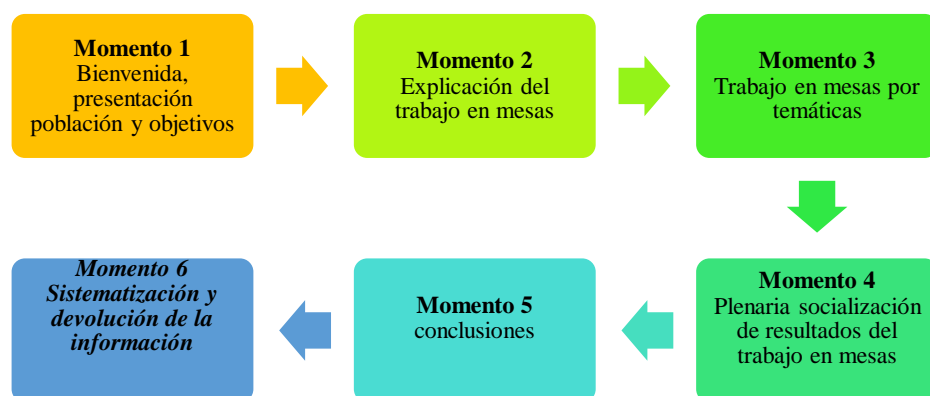 Momento 1
Bienvenida,
presentación
población y objetivos
Momento 2
Explicación del
trabajo en mesas
Momento 3
Trabajo en mesas por
temáticas
Momento 4
Plenaria socialización
de resultados del
trabajo en mesas
Momento 5
conclusiones
Momento 6
Sistematización y
devolución de la
información